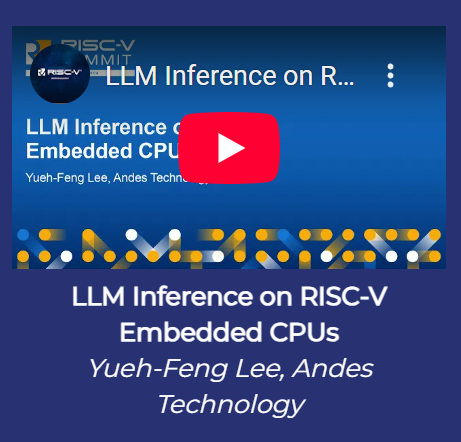 RISC-V
SUMMIT
RISC-V
LLM Inference on R...
LLM Inference
Embedded CPU
Yueh-Feng Lee, Andes
LLM Inference on RISC-V
Embedded CPUs
Yueh-Feng Lee, Andes
Technology